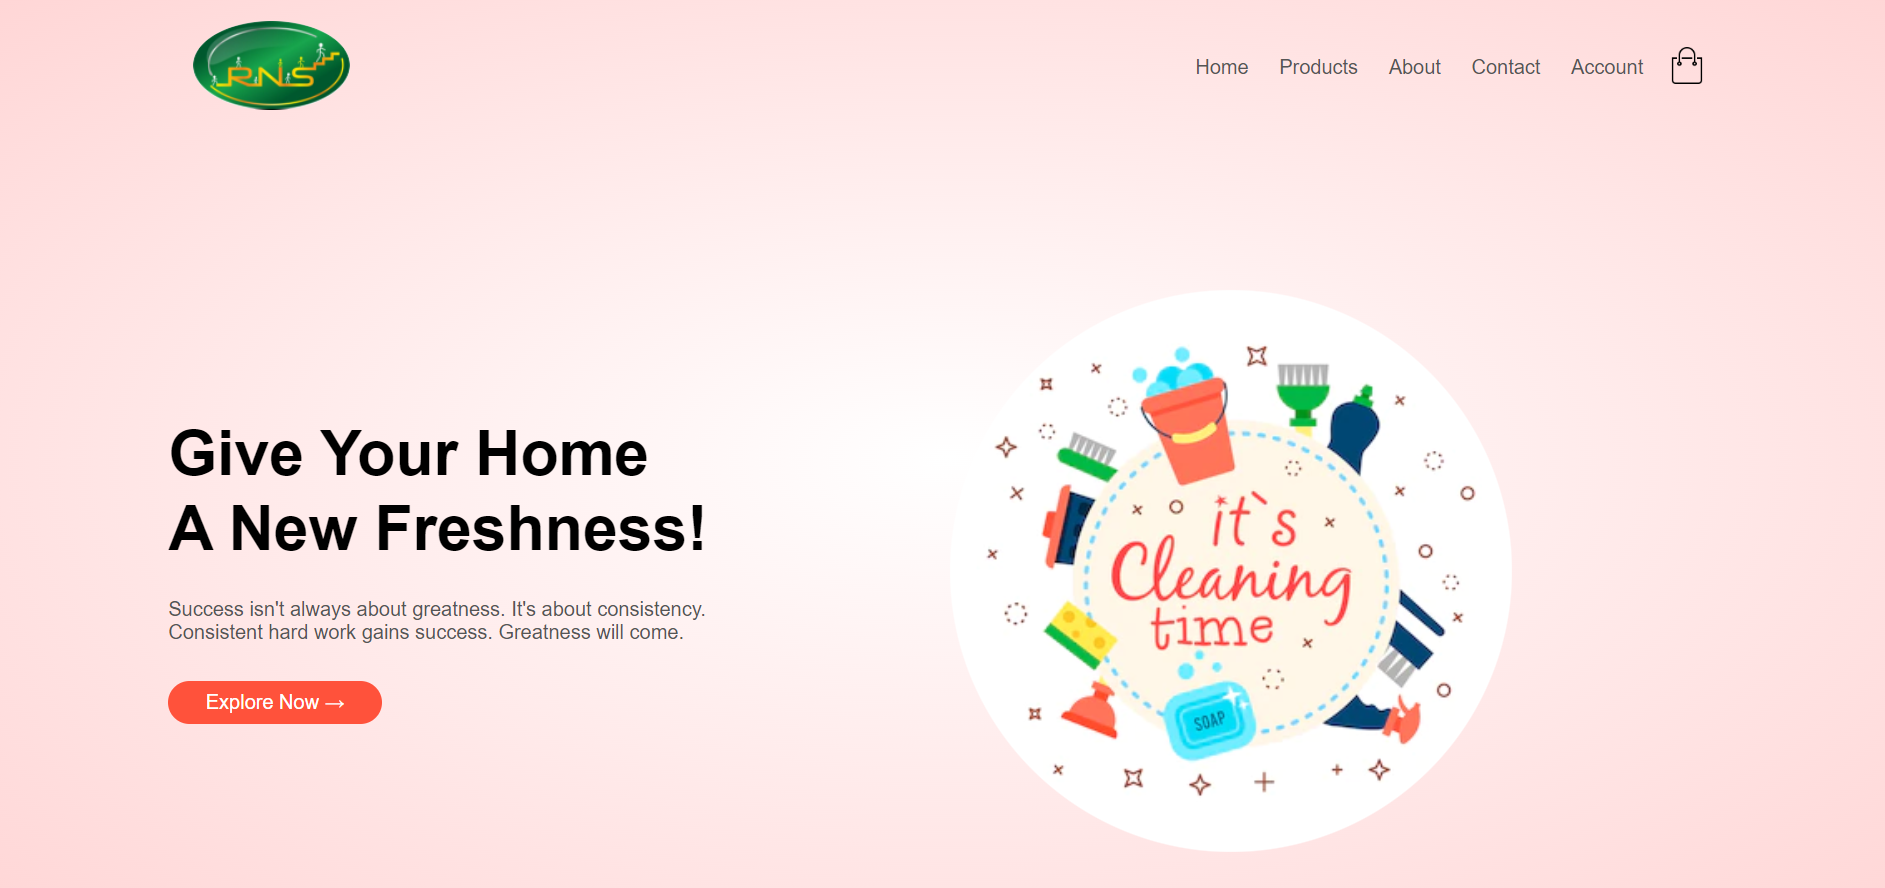 RNS
Home Products About Contact Account
Give Your Home
A New Freshness!
Success isn't always about greatness. It's about consistency.
Consistent hard work gains success. Greatness will come.
Explore Now →
it`s
Cleaning
time
SOAP